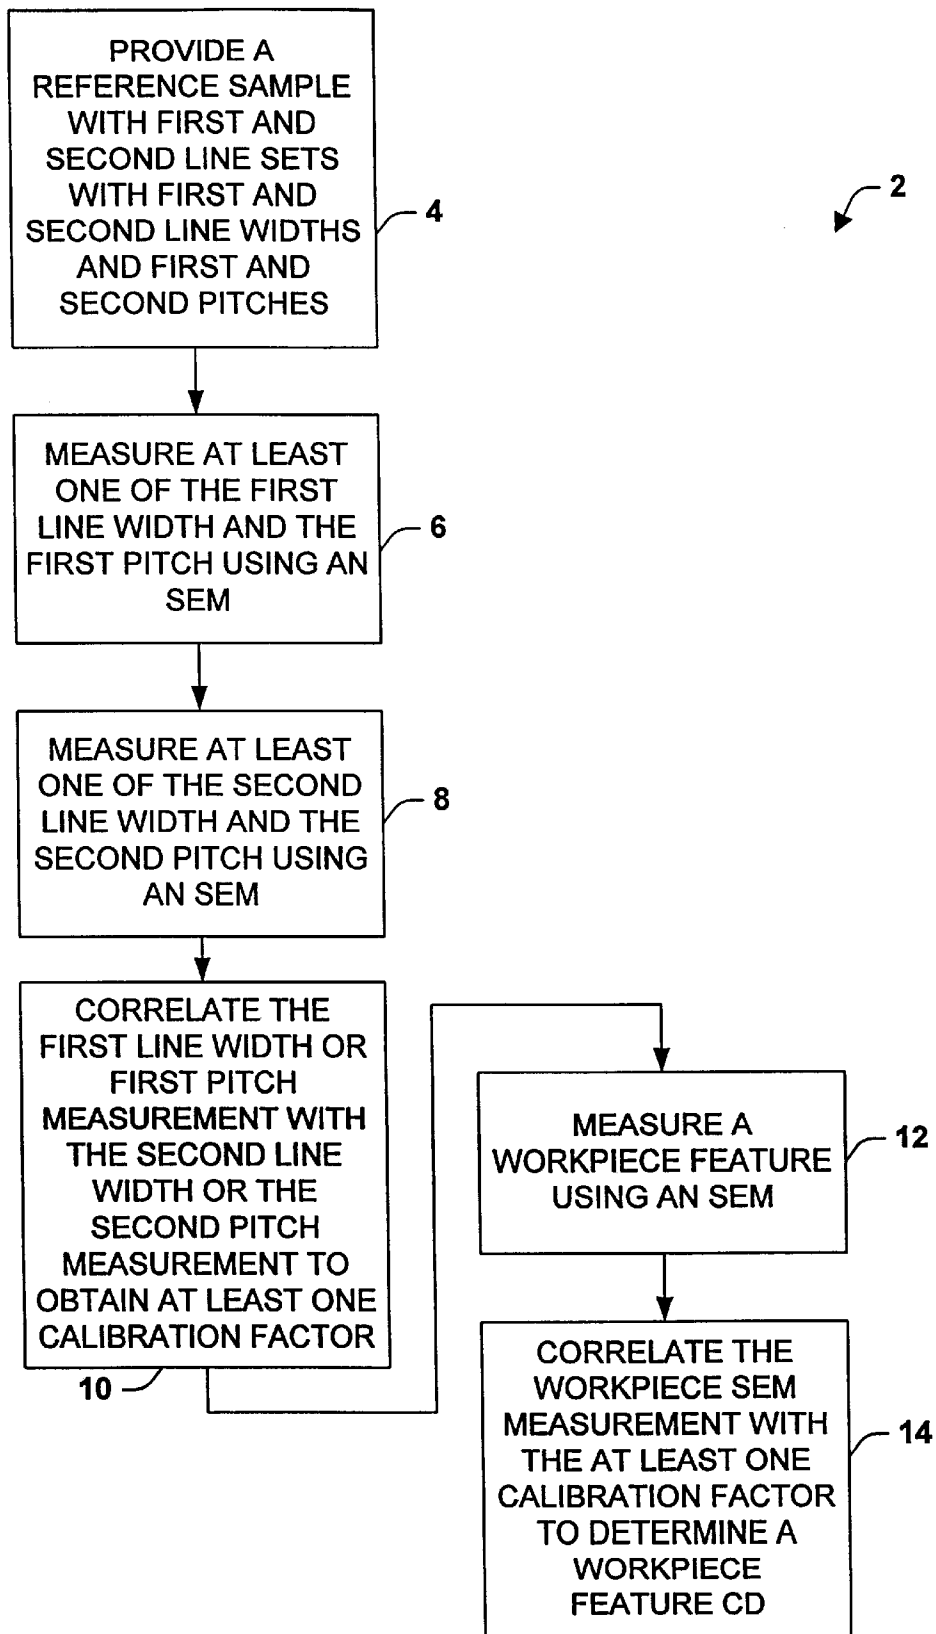 PROVIDE A
REFERENCE SAMPLE
WITH FIRST AND
SECOND LINE SETS
WITH FIRST AND
SECOND LINE WIDTHS
AND FIRST AND
SECOND PITCHES
4
2
MEASURE AT LEAST
ONE OF THE FIRST
LINE WIDTH AND THE
FIRST PITCH USING AN
SEM
6
MEASURE AT LEAST
ONE OF THE SECOND
LINE WIDTH AND THE
SECOND PITCH USING
AN SEM
8
CORRELATE THE
FIRST LINE WIDTH OR
FIRST PITCH
MEASUREMENT WITH
THE SECOND LINE
WIDTH OR THE
SECOND PITCH
MEASUREMENT TO
OBTAIN AT LEAST ONE
CALIBRATION FACTOR
10
MEASURE A
WORKPIECE FEATURE
USING AN SEM
12
CORRELATE THE
WORKPIECE SEM
MEASUREMENT WITH
THE AT LEAST ONE
CALIBRATION FACTOR
TO DETERMINE A
WORKPIECE
FEATURE CD
14